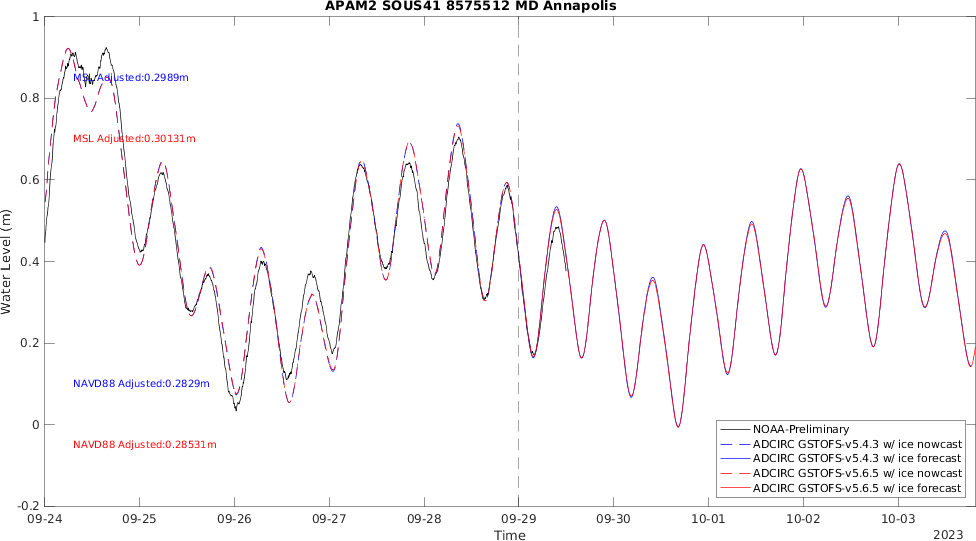 APAM2 SOUS41 8575512 MD Annapolis
1
0.8
0.6
0.4
0.2
0
-0.2
Water Level (m)
MSL Adjusted:0.2989m
MSL Adjusted:0.30131m
NAVD88 Adjusted:0.2829m
NAVD88 Adjusted:0.28531m
NOAA-Preliminary
ADCIRC GSTOFS-v5.4.3 w/ ice nowcast
ADCIRC GSTOFS-v5.4.3 w/ ice forecast
ADCIRC GSTOFS-v5.6.5 w/ ice nowcast
ADCIRC GSTOFS-v5.6.5 w/ ice forecast
09-24 09-25 09-26 09-27 09-28 09-29 09-30 10-01 10-02 10-03
Time
2023